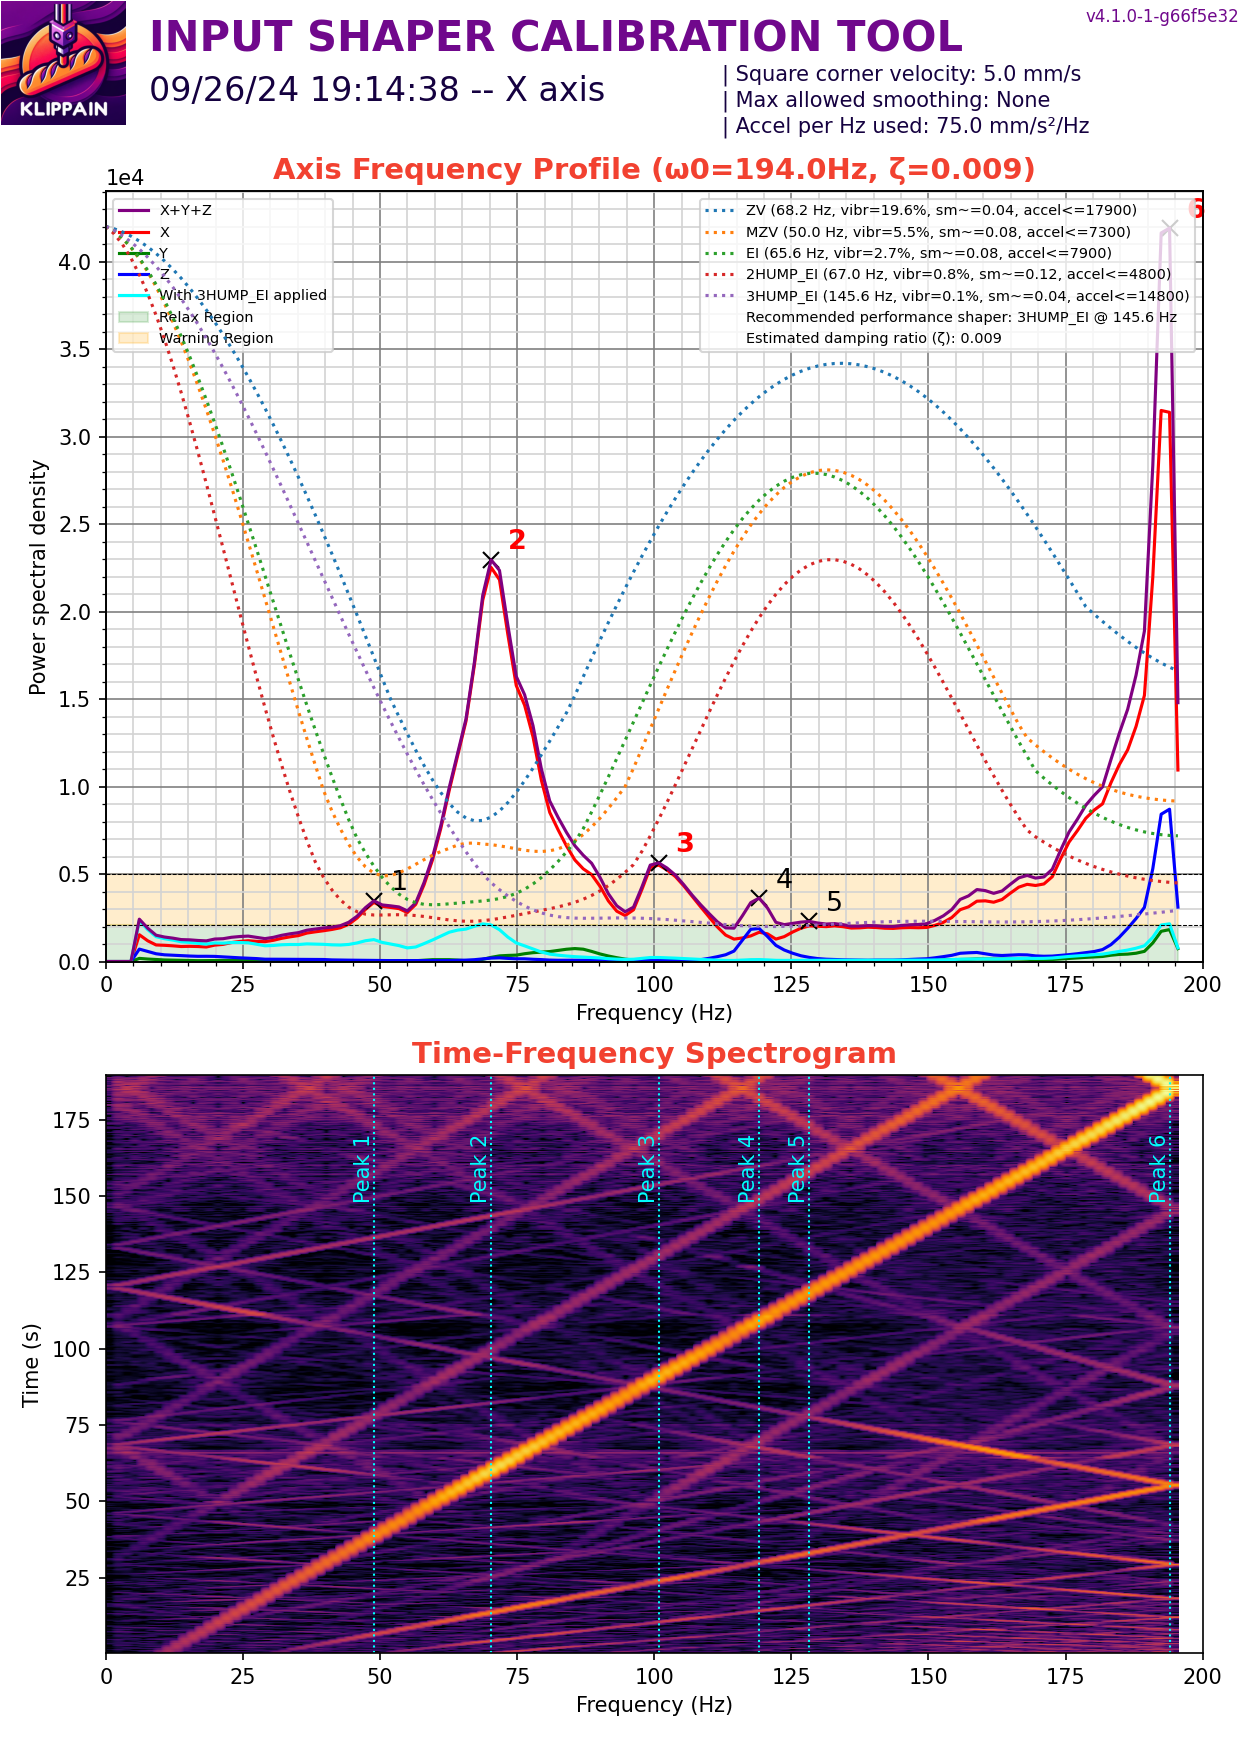 v4.1.0-1-g66f5e32
INPUT SHAPER CALIBRATION TOOL
09/26/24 19:14:38 -- X axis
| Square corner velocity: 5.0 mm/s
| Max allowed smoothing: None
| Accel per Hz used: 75.0 mm/s²/Hz
KLIPPAIN
Axis Frequency Profile (ω0=194.0Hz, ζ=0.009)
1e4
X+Y+Z
X
Y
Z
With 3HUMP_EI applied
Relax Region
Warning Region
ZV (68.2 Hz, vibr=19.6%, sm~=0.04, accel<=17900)
MZV (50.0 Hz, vibr=5.5%, sm~=0.08, accel<=7300)
EI (65.6 Hz, vibr=2.7%, sm~=0.08, accel<=7900)
2HUMP_EI (67.0 Hz, vibr=0.8%, sm~=0.12, accel<=4800)
3HUMP_EI (145.6 Hz, vibr=0.1%, sm~=0.04, accel<=14800)
Recommended performance shaper: 3HUMP_EI @ 145.6 Hz
Estimated damping ratio (ζ): 0.009
6
2
3
4
1
5
Power spectral density
4.0
3.5
3.0
2.5
2.0
1.5
1.0
0.5
0.0
0 25 50 75 100 125 150 175 200
Frequency (Hz)
Time-Frequency Spectrogram
Peak 1
Peak 2
Peak 3
Peak 4
Peak 5
Peak 6
Time (s)
175
150
125
100
75
50
25
0 25 50 75 100 125 150 175 200
Frequency (Hz)